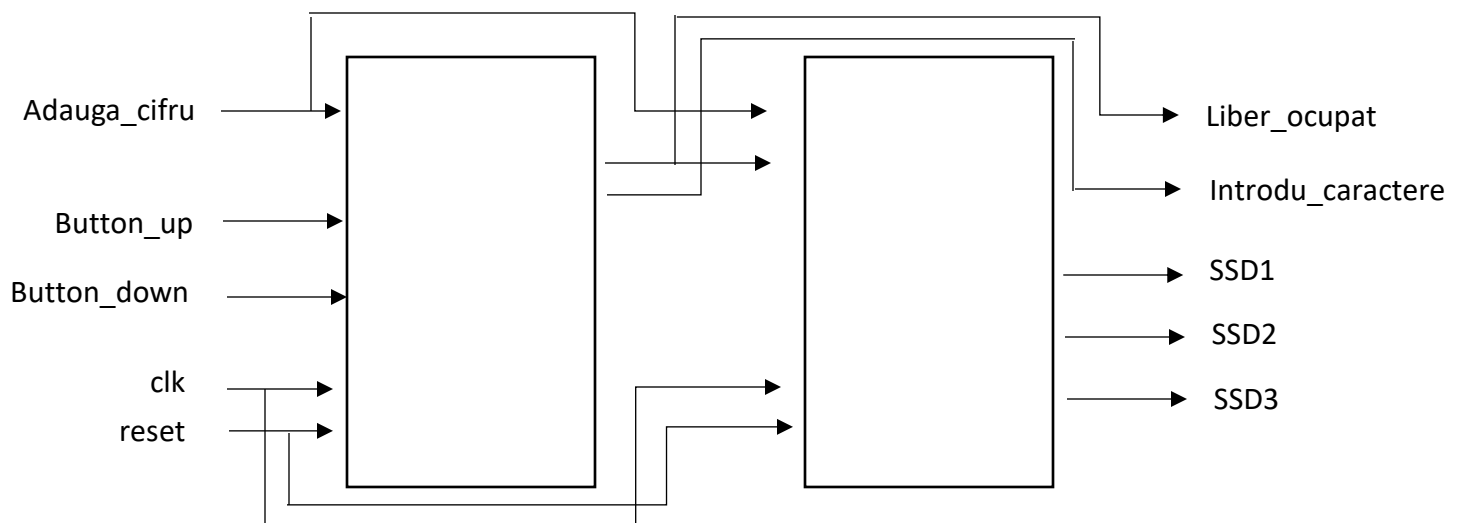 Adauga_cifru
Button_up
Button_down
clk
reset
Liber_ocupat
Introdu_caractere
SSD1
SSD2
SSD3